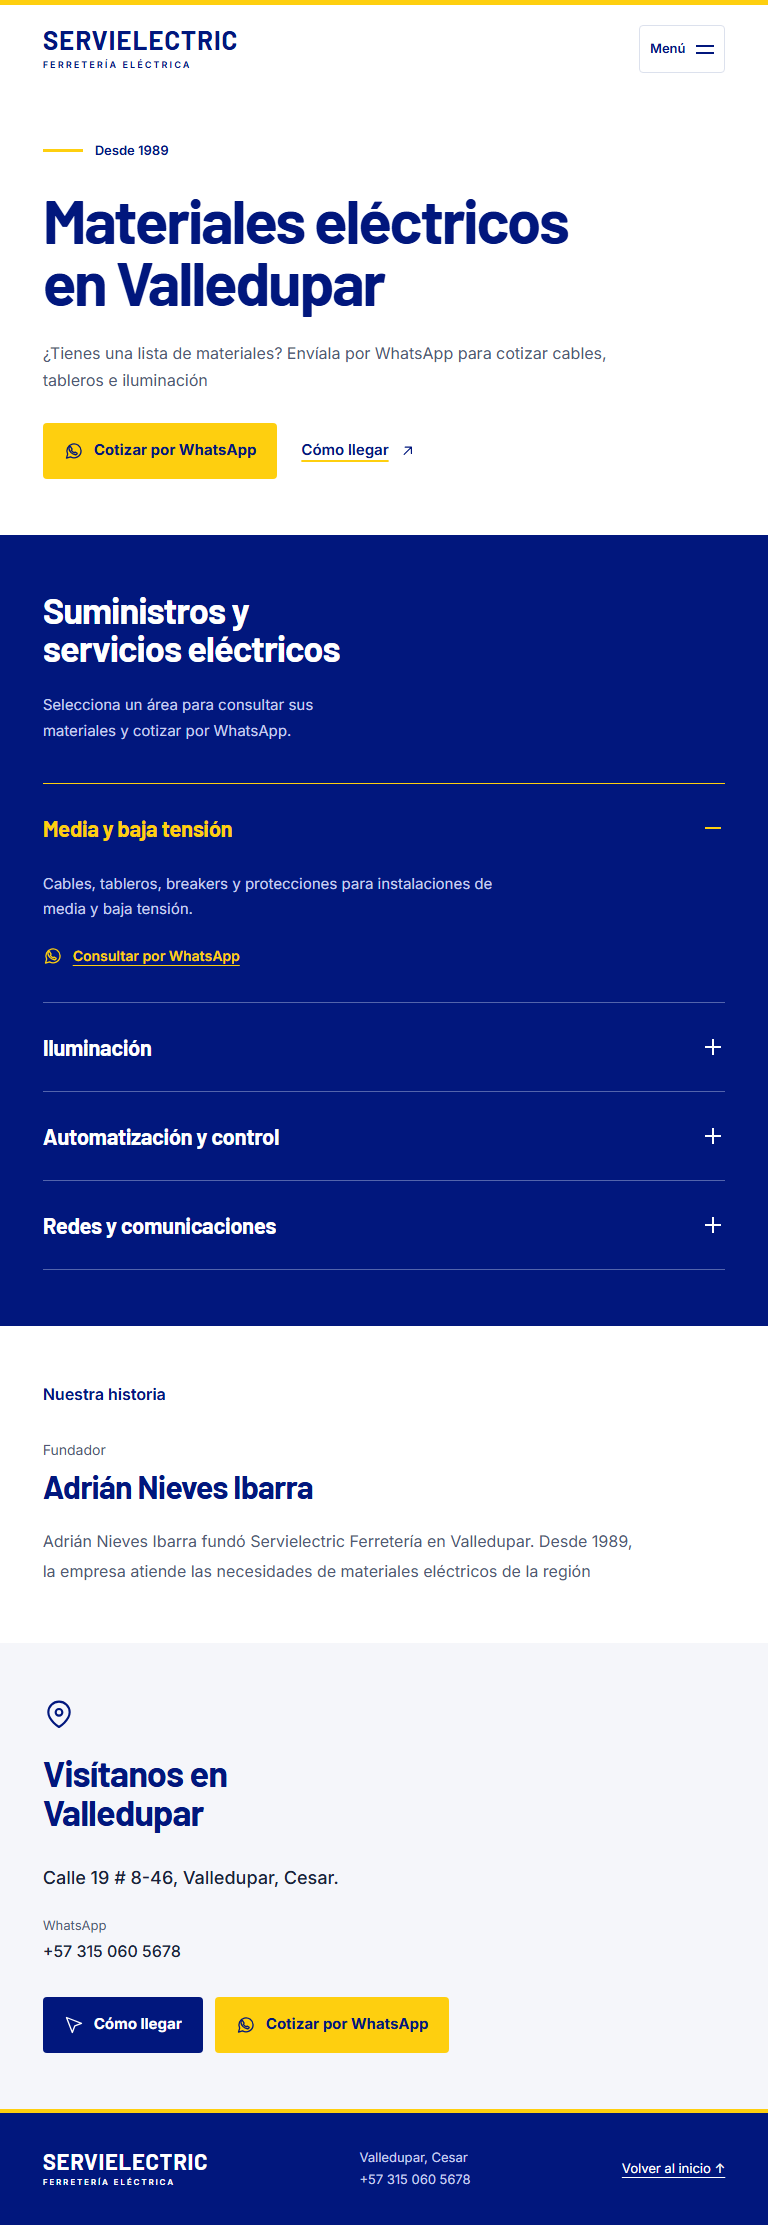 SERVIELECTRIC
FERRETERÍA ELÉCTRICA
Menú
Desde 1989
Materiales eléctricos
en Valledupar
¿Tienes una lista de materiales? Envíala por WhatsApp para cotizar cables,
tableros e iluminación
Cotizar por WhatsApp
Cómo llegar
Suministros y
servicios eléctricos
Selecciona un área para consultar sus
materiales y cotizar por WhatsApp.
Media y baja tensión
Cables, tableros, breakers y protecciones para instalaciones de
media y baja tensión.
Consultar por WhatsApp
Iluminación
Automatización y control
Redes y comunicaciones
Nuestra historia
Fundador
Adrián Nieves Ibarra
Adrián Nieves Ibarra fundó Servielectric Ferretería en Valledupar. Desde 1989,
la empresa atiende las necesidades de materiales eléctricos de la región
Visítanos en
Valledupar
Calle 19 # 8-46, Valledupar, Cesar.
WhatsApp
+57 315 060 5678
Cómo llegar
Cotizar por WhatsApp
SERVIELECTRIC
FERRETERÍA ELÉCTRICA
Valledupar, Cesar
+57 315 060 5678
Volver al inicio ↑